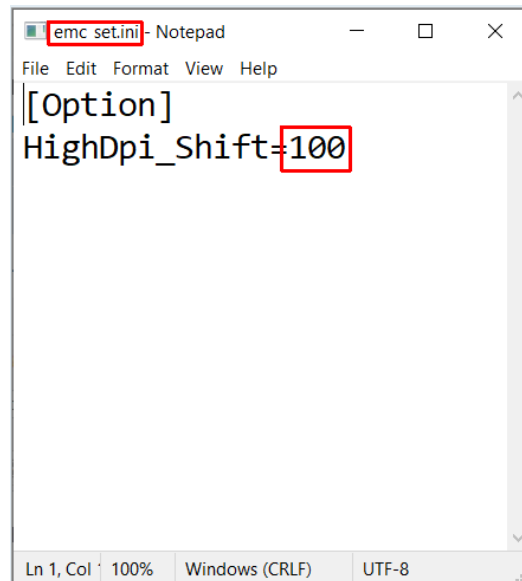 emc set.ini - Notepad
File Edit Format View Help
[Option]
HighDpi_Shift=100
Ln 1, Col 100% Windows (CRLF) UTF-8